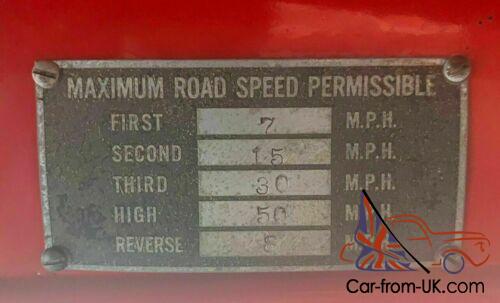 MAXIMUM ROAD SPEED PERMISSIBLE
FIRST 7 M.P.H.
SECOND 15 M.P.H.
THIRD 30 M.P.H.
HIGH 50 M.P.H.
REVERSE 8
Car-from-UK.com